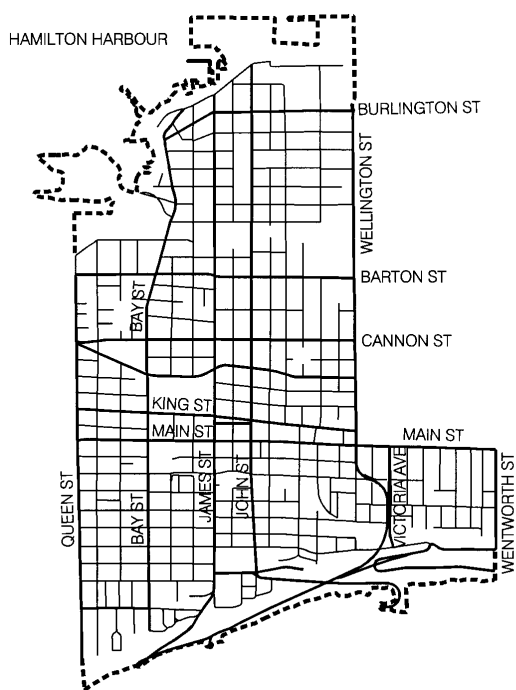 HAMILTON HARBOUR
BURLINGTON ST
WELLINGTON ST
BARTON ST
BAY ST
CANNON ST
KING ST
MAIN ST
MAIN ST
QUEEN ST
BAY ST
JAMES ST
JOHN ST
VICTORIA AVE
WENTWORTH ST